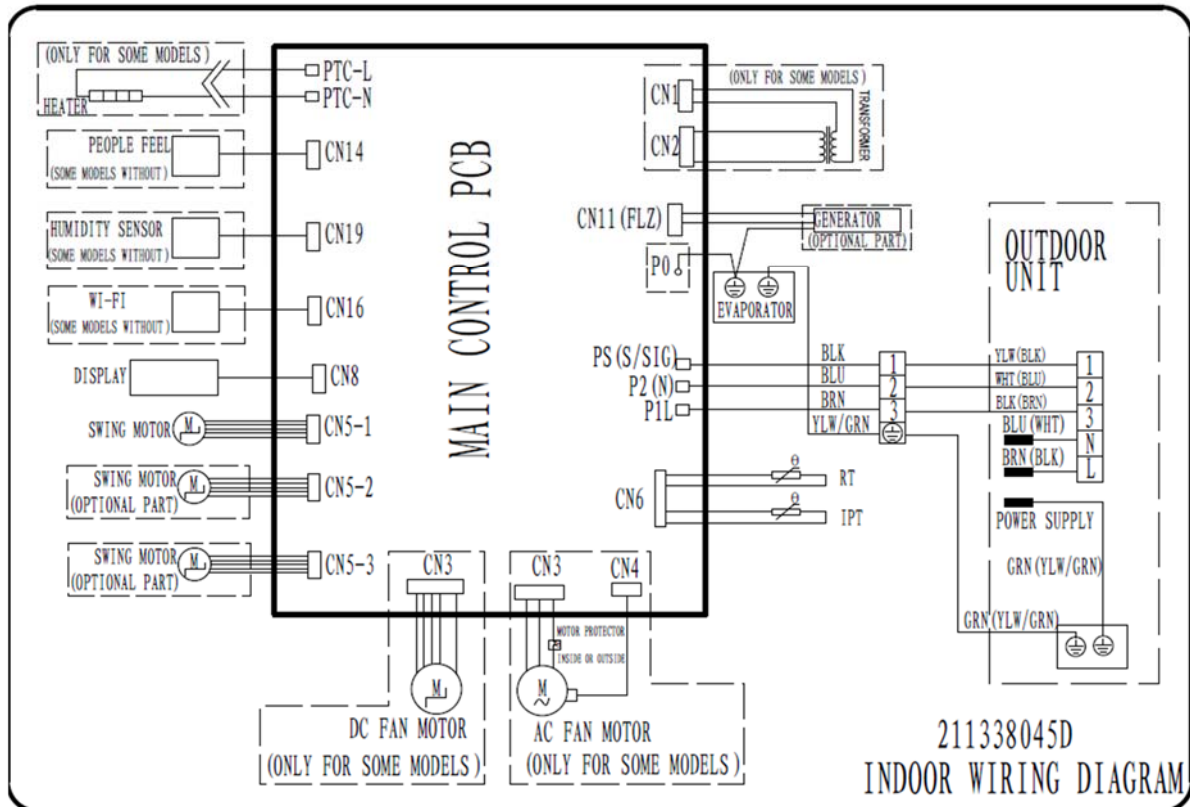 (ONLY FOR SOME MODELS)
HEATER
PTC-L
PTC-N
PEOPLE FEEL
(SOME MODELS WITHOUT)
CN14
HUMIDITY SENSOR
(SOME MODELS WITHOUT)
CN19
WI-FI
(SOME MODELS WITHOUT)
CN16
DISPLAY
CN8
SWING MOTOR
M
CN5-1
SWING MOTOR
(OPTIONAL PART)
M
CN5-2
SWING MOTOR
(OPTIONAL PART)
M
CN5-3
MAIN CONTROL PCB
CN3
M
DC FAN MOTOR
(ONLY FOR SOME MODELS)
CN3
CN4
MOTOR PROTECTOR
INSIDE OR OUTSIDE
M
AC FAN MOTOR
(ONLY FOR SOME MODELS)
(ONLY FOR SOME MODELS)
CN1
CN2
TRANSFORMER
CN11(FLZ)
GENERATOR
(OPTIONAL PART)
P0
EVAPORATOR
PS(S/SIG)
P2(N)
P1L
BLK
BLU
BRN
YLW/GRN
1
2
3
CN6
θ
RT
θ
IPT
OUTDOOR
UNIT
YLW(BLK)
WHT(BLU)
BLK(BRN)
BLU(WHT)
BRN(BLK)
1
2
3
N
L
POWER SUPPLY
GRN(YLW/GRN)
GRN(YLW/GRN)
211338045D
INDOOR WIRING DIAGRAM